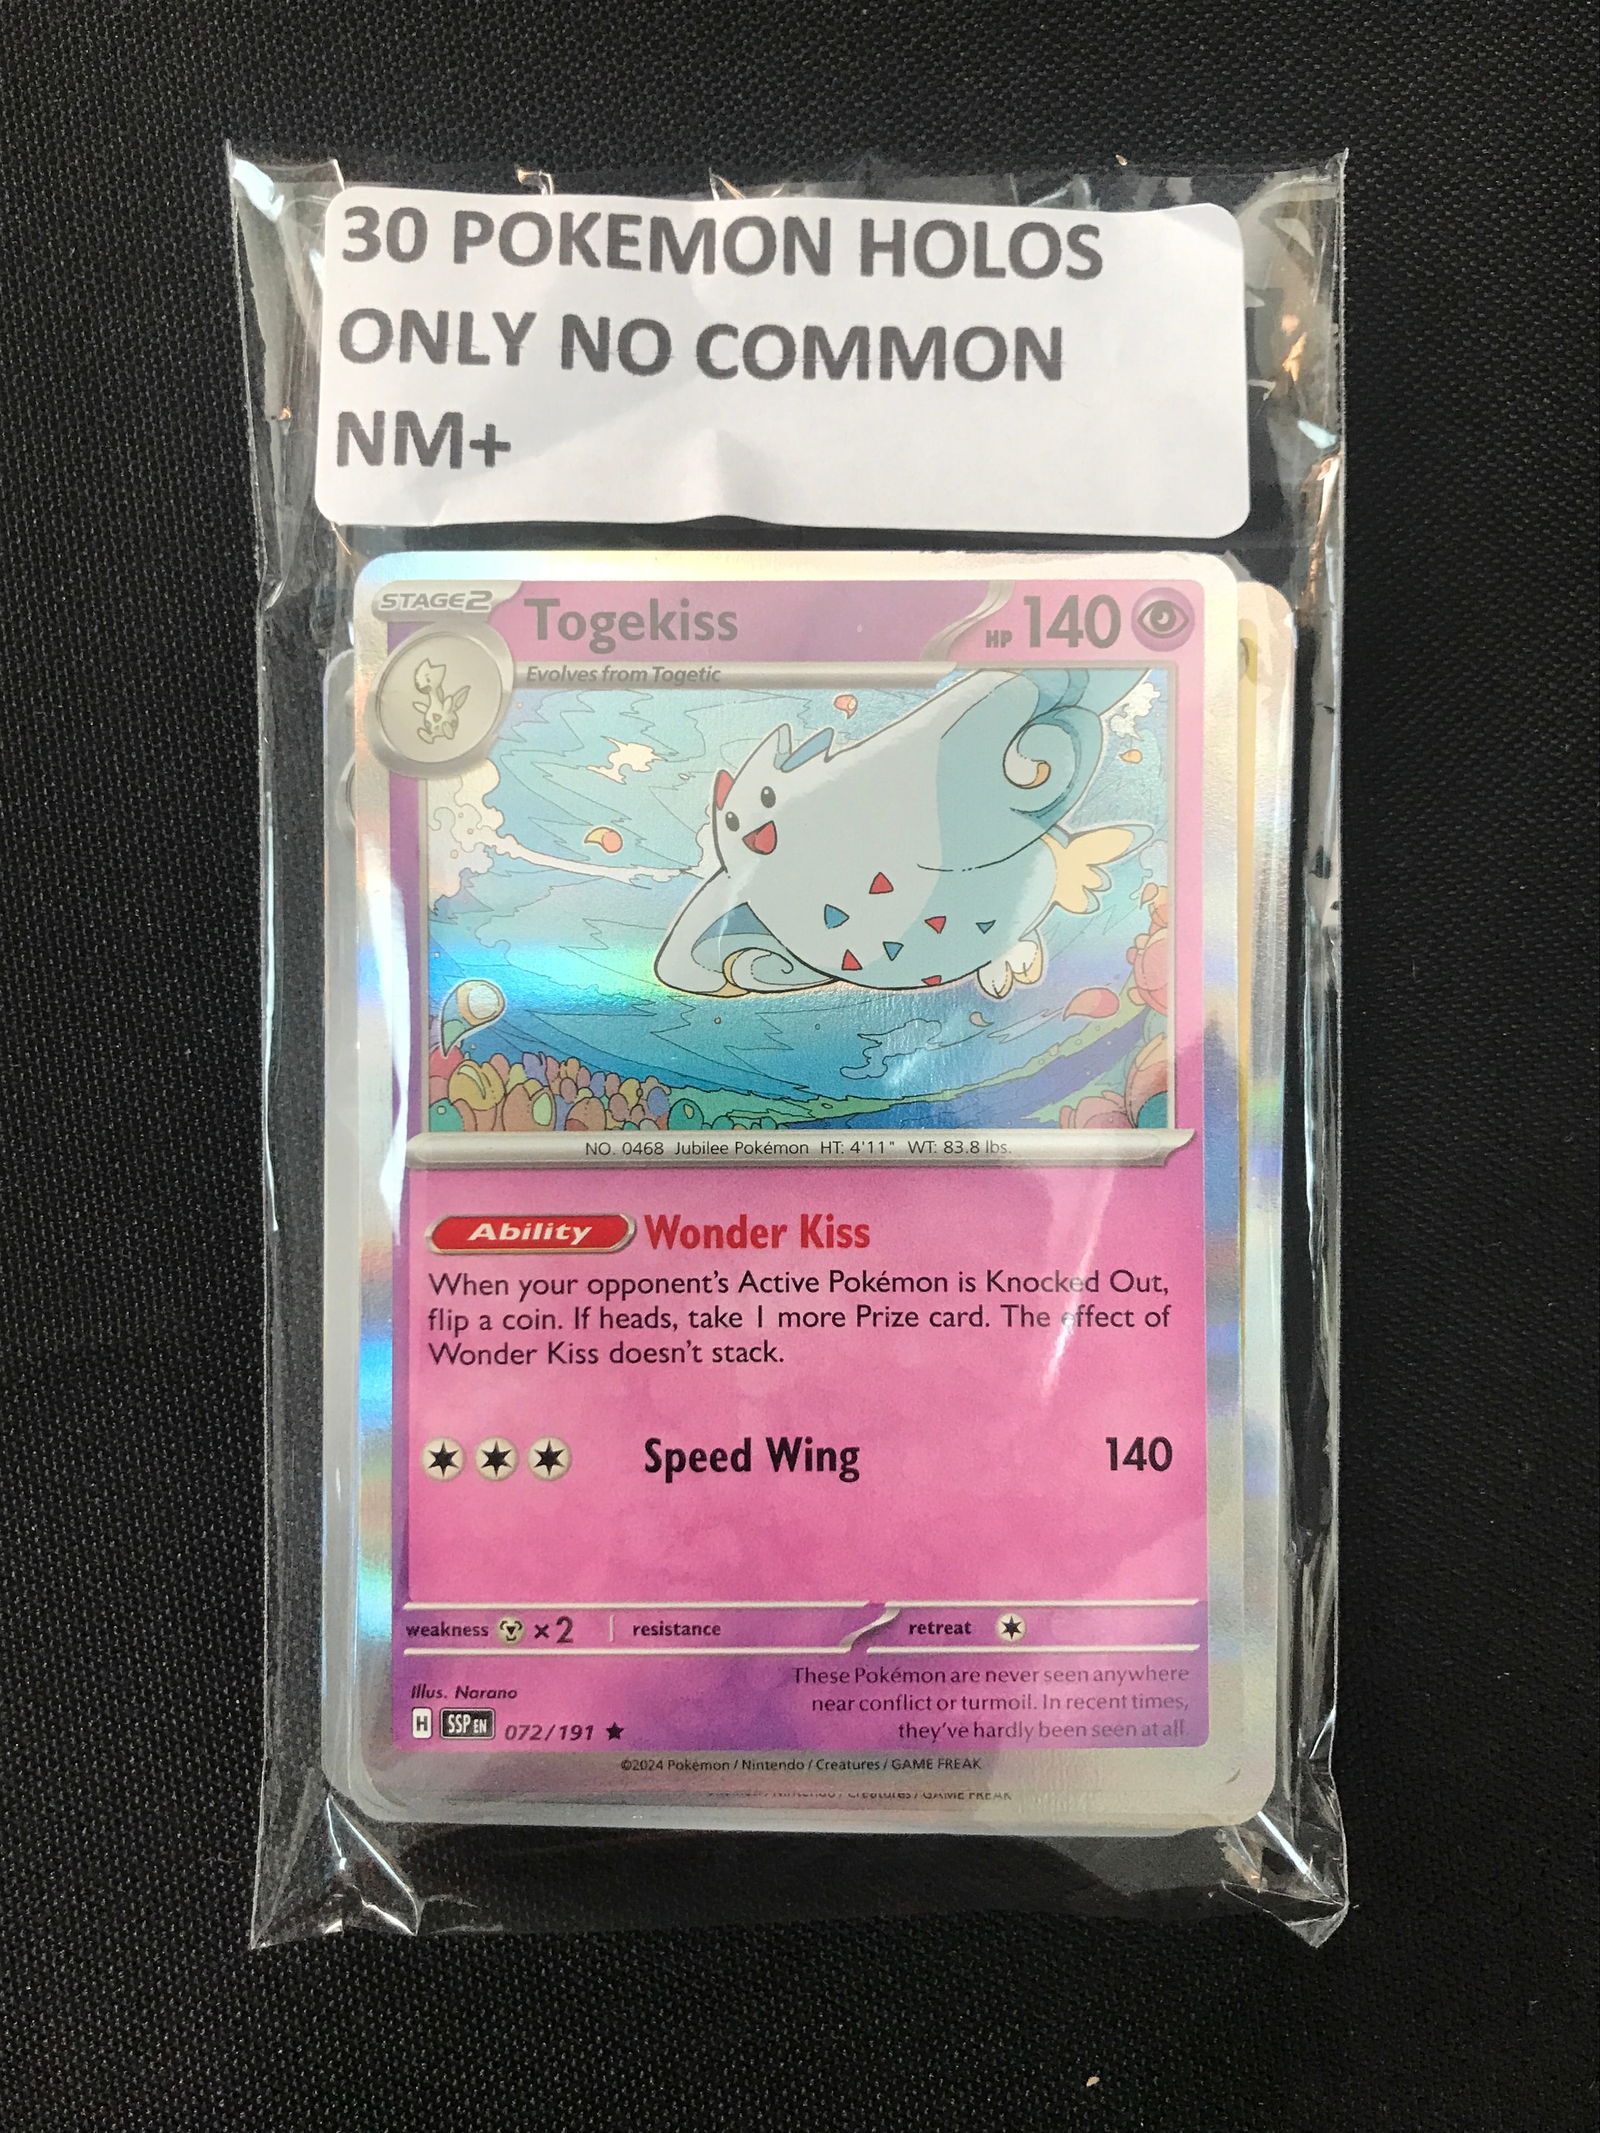 30 POKEMON HOLOS
ONLY NO COMMON
NM+
STAGE2
Togekiss
HP 140
Evolves from Togetic
NO. 0468 Jubilee Pokémon HT: 4'11" WT: 83.8 lbs.
Ability Wonder Kiss
When your opponent's Active Pokémon is Knocked Out,
flip a coin. If heads, take 1 more Prize card. The effect of
Wonder Kiss doesn't stack.
Speed Wing 140
weakness ×2 resistance retreat
Illus. Narano
These Pokémon are never seen anywhere
near conflict or turmoil. In recent times,
they've hardly been seen at all.
H SSP EN 072/191 ★
©2024 Pokémon / Nintendo / Creatures / GAME FREAK
Nintendo / Creatures / GAME FREAK